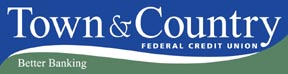 Town & Country
FEDERAL CREDIT UNION
Better Banking